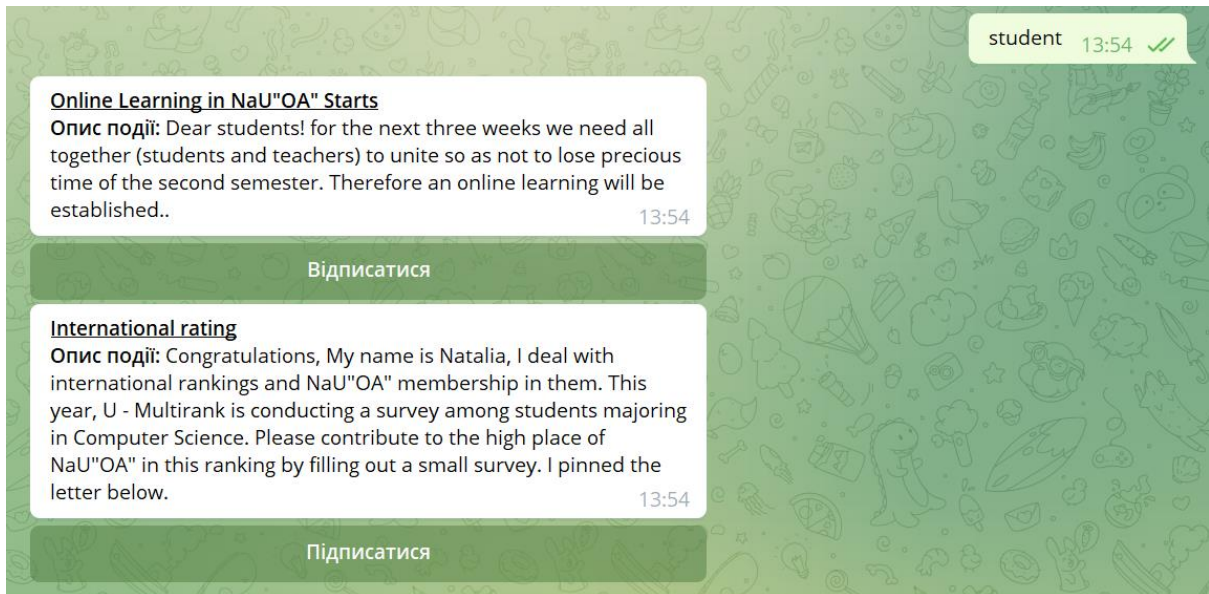 student 13:54
Online Learning in NaU"OA" Starts
Опис події: Dear students! for the next three weeks we need all
together (students and teachers) to unite so as not to lose precious
time of the second semester. Therefore an online learning will be
established..
13:54
Відписатися
International rating
Опис події: Congratulations, My name is Natalia, I deal with
international rankings and NaU"OA" membership in them. This
year, U - Multirank is conducting a survey among students majoring
in Computer Science. Please contribute to the high place of
NaU"OA" in this ranking by filling out a small survey. I pinned the
letter below.
13:54
Підписатися